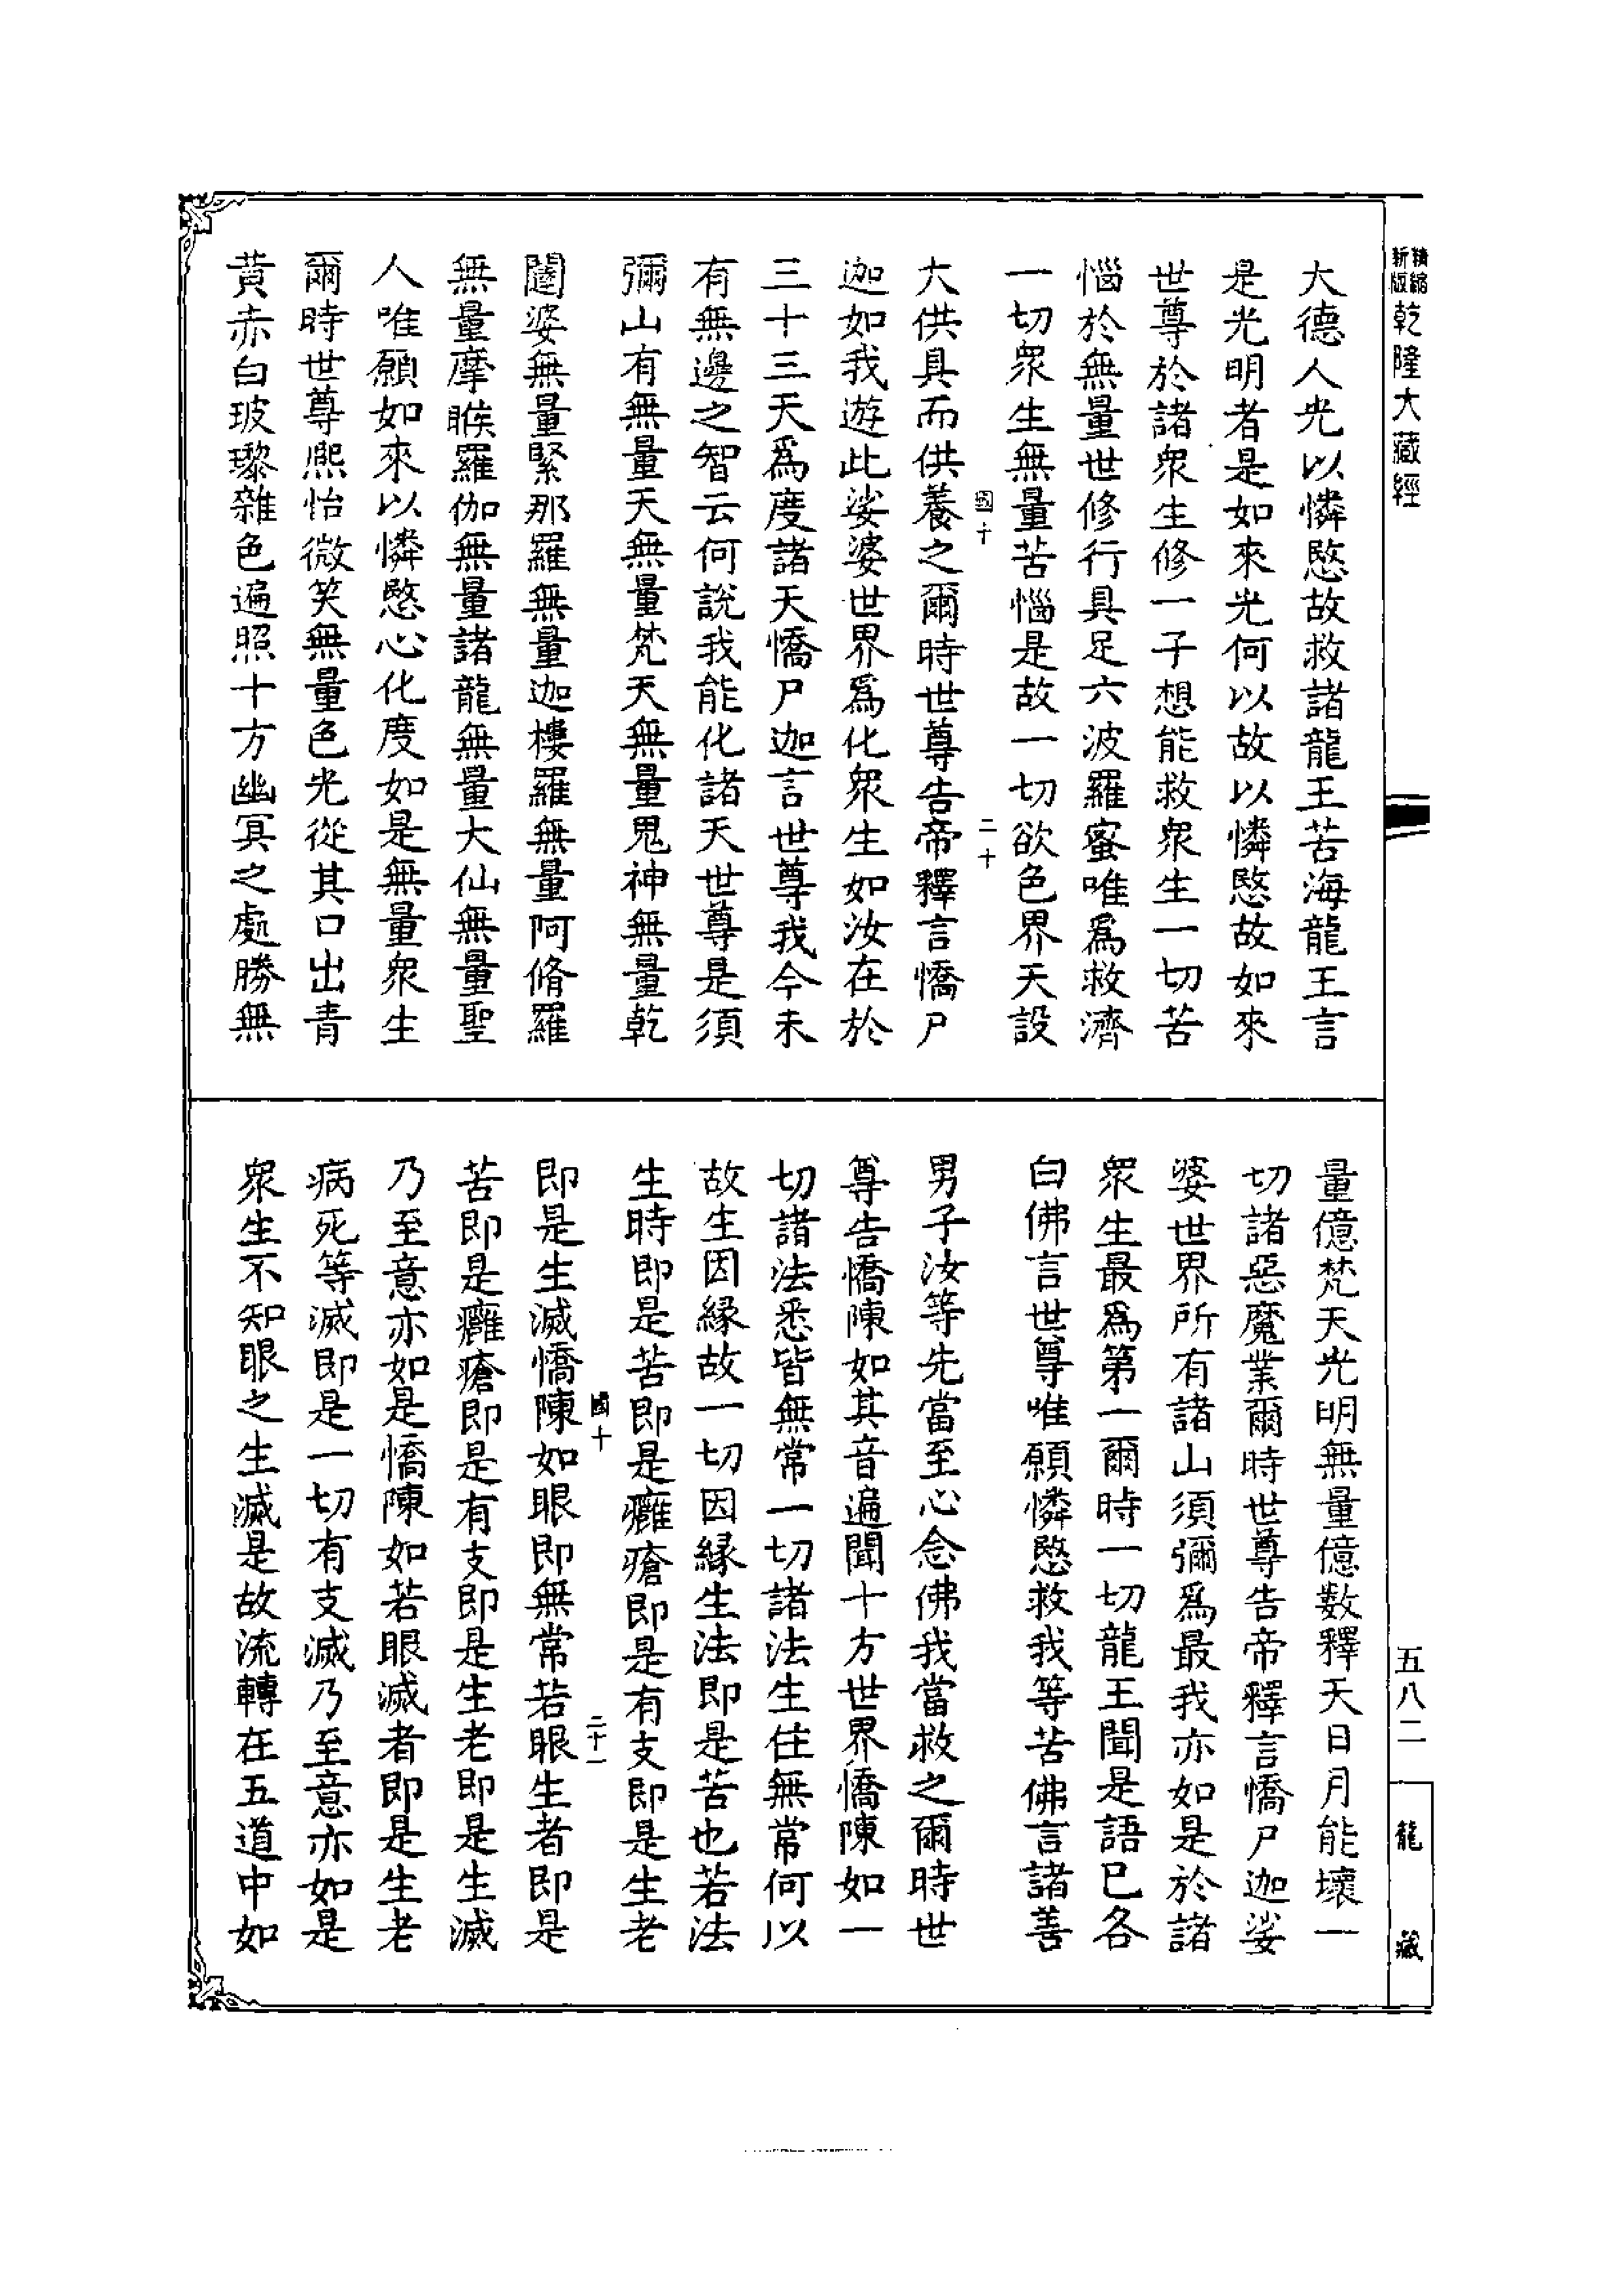 新版
精縮
乾隆大藏經
大德人光以憐愍故救諸龍王苦海龍王言
是光明者是如來光何以故以憐愍故如來
世尊於諸衆生修一子想能救衆生一切苦
惱於無量世修行具足六波羅蜜唯爲救濟
一切衆生無量苦惱是故一切欲色界天設
國十
二十
大供具而供養之爾時世尊告帝釋言憍尸
迦如我遊此娑婆世界爲化衆生如汝在於
三十三天爲度諸天憍尸迦言世尊我今未
有無邊之智云何說我能化諸天世尊是須
彌山有無量天無量梵天無量鬼神無量乾
闥婆無量緊那羅無量迦樓羅無量阿脩羅
無量摩睺羅伽無量諸龍無量大仙無量聖
人唯願如來以憐愍心化度如是無量衆生
爾時世尊熙怡微笑無量色光從其口出青
黃赤白玻瓈雜色遍照十方幽冥之處勝無
量億梵天光明無量億数釋天日月能壞一
切諸惡魔業爾時世尊告帝釋言憍尸迦娑
婆世界所有諸山須彌爲最我亦如是於諸
衆生最爲第一爾時一切龍王聞是語已各
白佛言世尊唯願憐愍救我等苦佛言諸善
男子汝等先當至心念佛我當救之爾時世
尊告憍陳如其音遍聞十方世界憍陳如一
切諸法悉皆無常一切諸法生住無常何以
故生因緣故一切因緣生法即是苦也若法
生時即是苦即是癰瘡即是有支即是生老
國十
二十一
即是生滅憍陳如眼即無常若眼生者即是
苦即是癰瘡即是有支即是生老即是生滅
乃至意亦如是憍陳如若眼滅者即是生老
病死等滅即是一切有支滅乃至意亦如是
衆生不知眼之生滅是故流轉在五道中如
五八二
龍藏